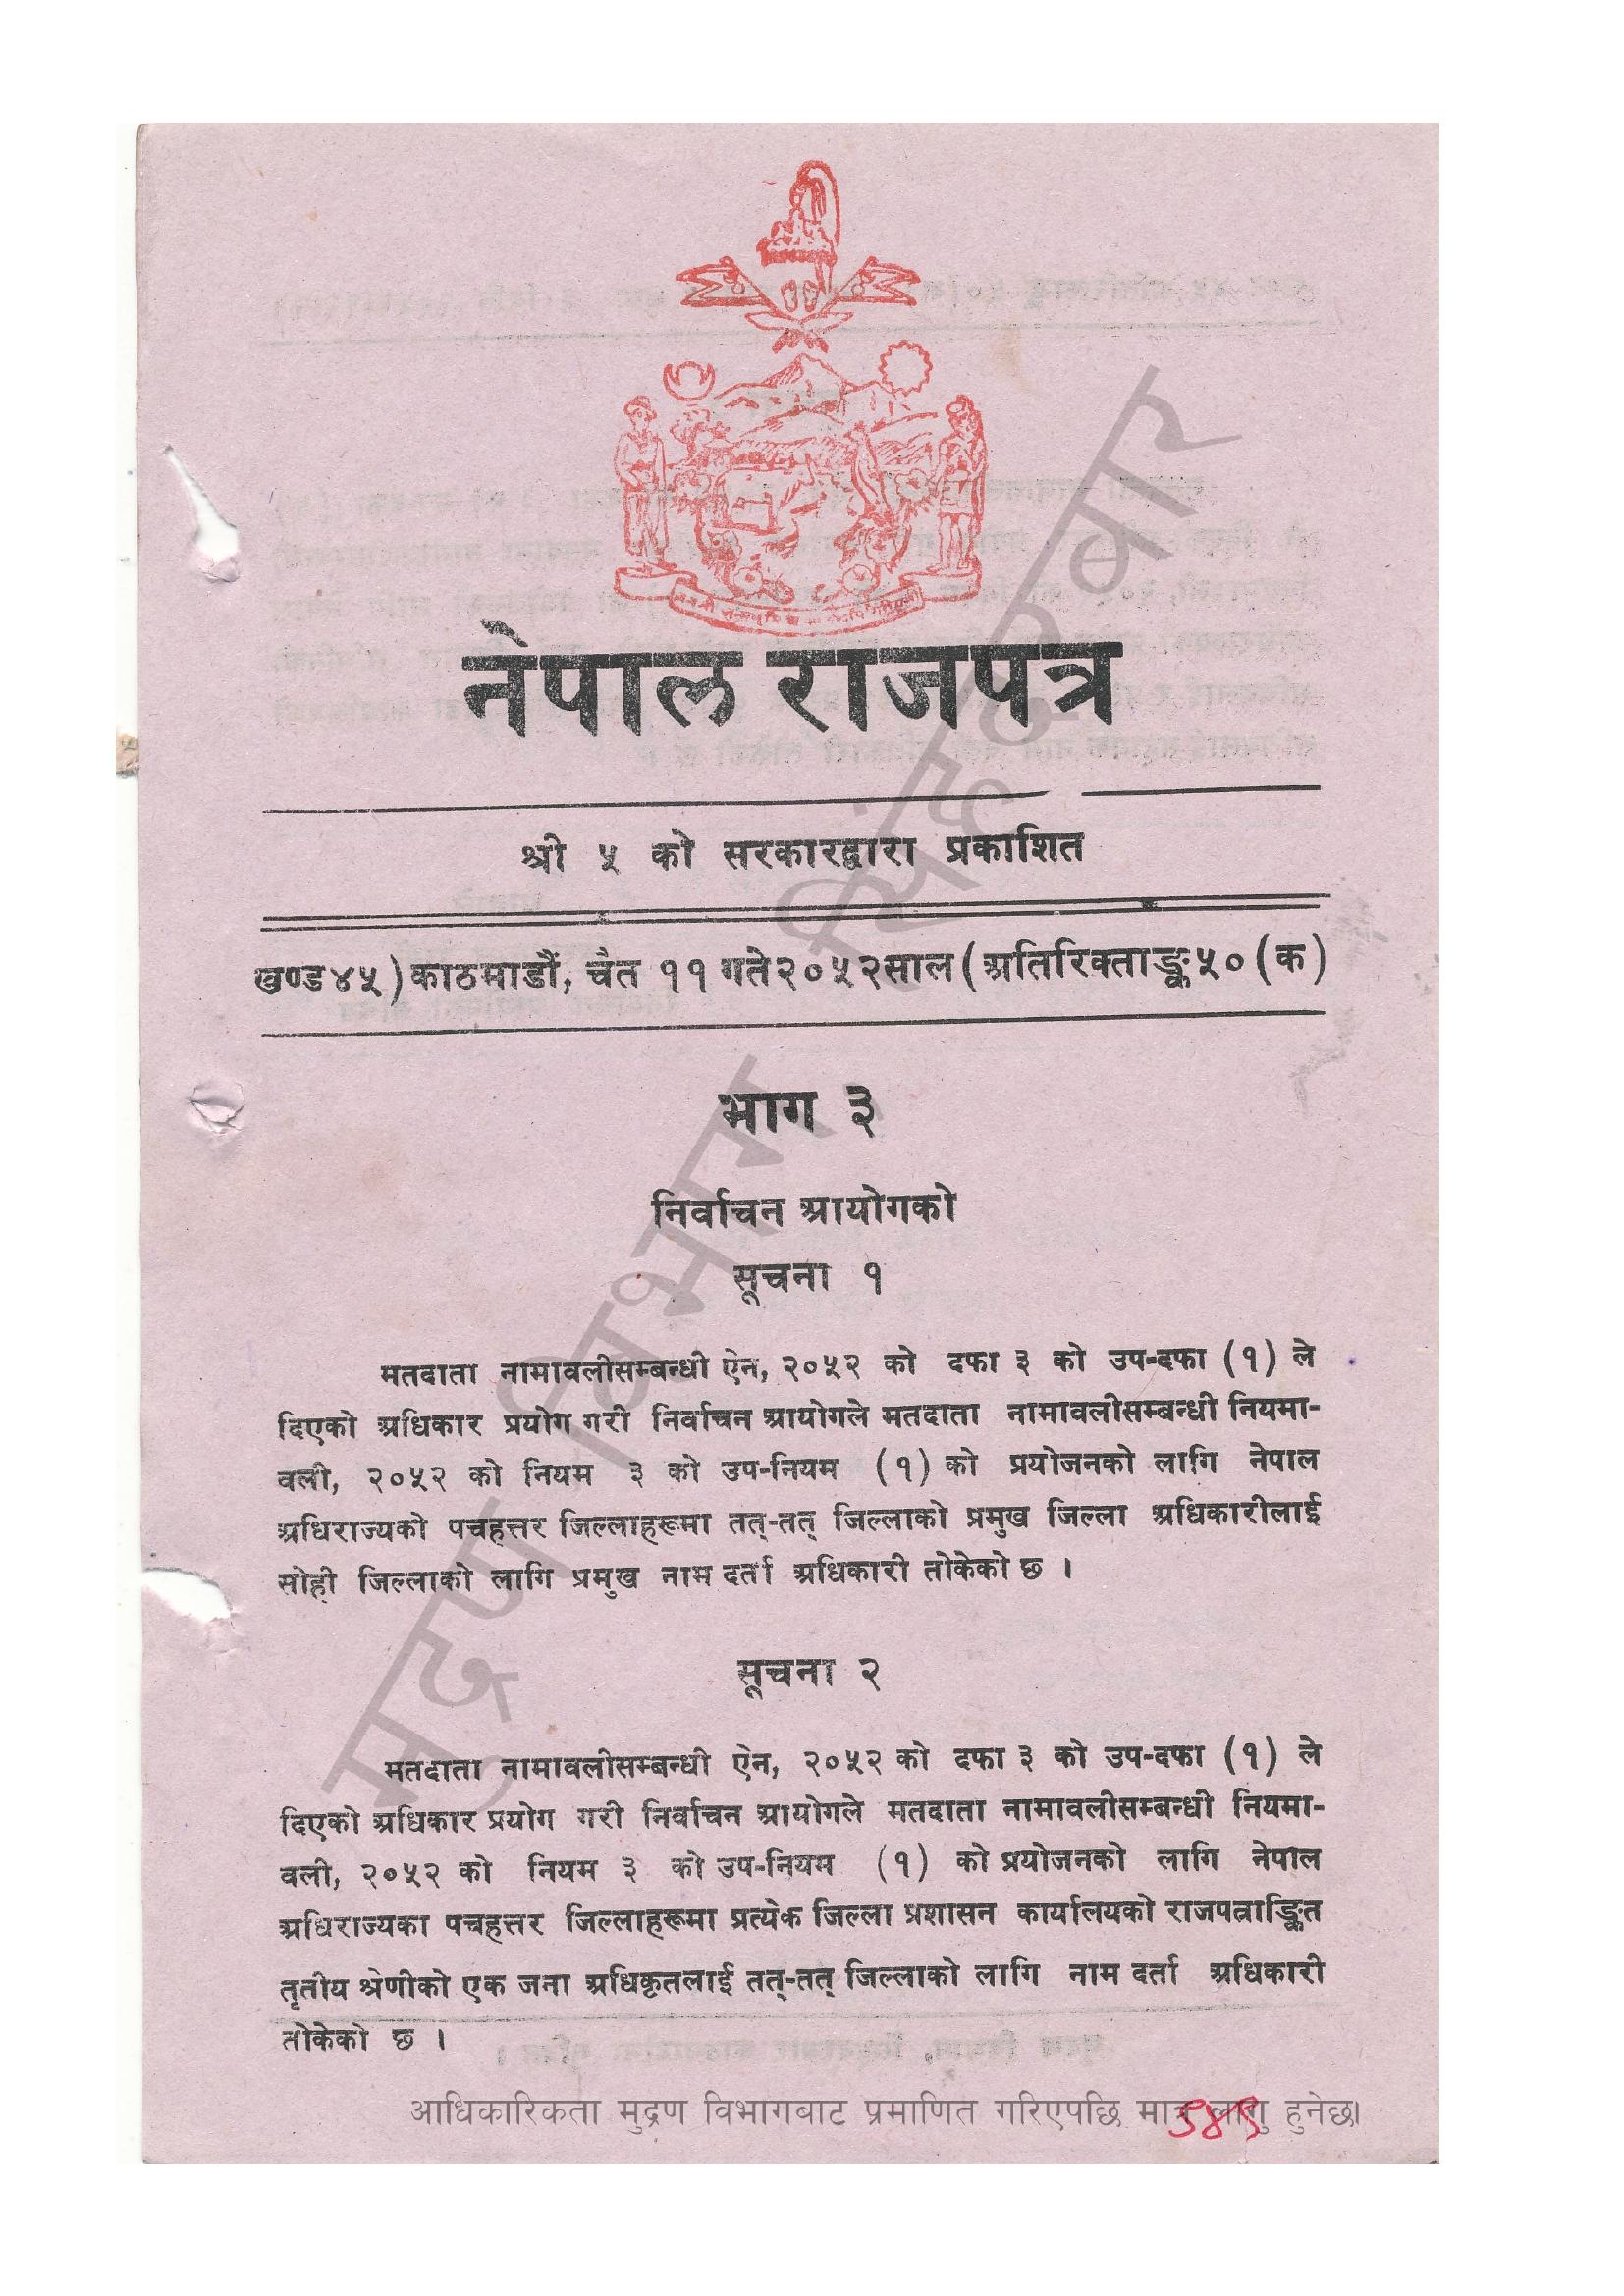 नेपाल राजपत्र
श्री ५ को सरकारद्वारा प्रकाशित
खण्ड ४५) काठमाडौं, चैत ११ गते २०५२ साल (अतिरिक्ताङ्क ५० (क)
भाग ३
निर्वाचन आयोगको
सूचना १
मतदाता नामावलीसम्बन्धी ऐन, २०५२ को दफा ३ को उप-दफा (१) ले
दिएको अधिकार प्रयोग गरी निर्वाचन आयोगले मतदाता नामावलीसम्बन्धी नियमा-
वली, २०५२ को नियम ३ को उप-नियम (१) को प्रयोजनको लागि नेपाल
अधिराज्यको पचहत्तर जिल्लाहरूमा तत्-तत् जिल्लाको प्रमुख जिल्ला अधिकारीलाई
सोही जिल्लाको लागि प्रमुख नाम दर्ता अधिकारी तोकेको छ ।
सूचना २
मतदाता नामावलीसम्बन्धी ऐन, २०५२ को दफा ३ को उप-दफा (१) ले
दिएको अधिकार प्रयोग गरी निर्वाचन आयोगले मतदाता नामावलीसम्बन्धी नियमा-
वली, २०५२ को नियम ३ को उप-नियम (१) को प्रयोजनको लागि नेपाल
अधिराज्यका पचहत्तर जिल्लाहरूमा प्रत्येक जिल्ला प्रशासन कार्यालयको राजपत्राङ्कित
तृतीय श्रेणीको एक जना अधिकृतलाई तत्-तत् जिल्लाको लागि नाम दर्ता अधिकारी
तोकेको छ ।
मुद्रण विभाग, सिंहदरबार
आधिकारिकता मुद्रण विभागबाट प्रमाणित गरिएपछि मात्र लागु हुनेछ।